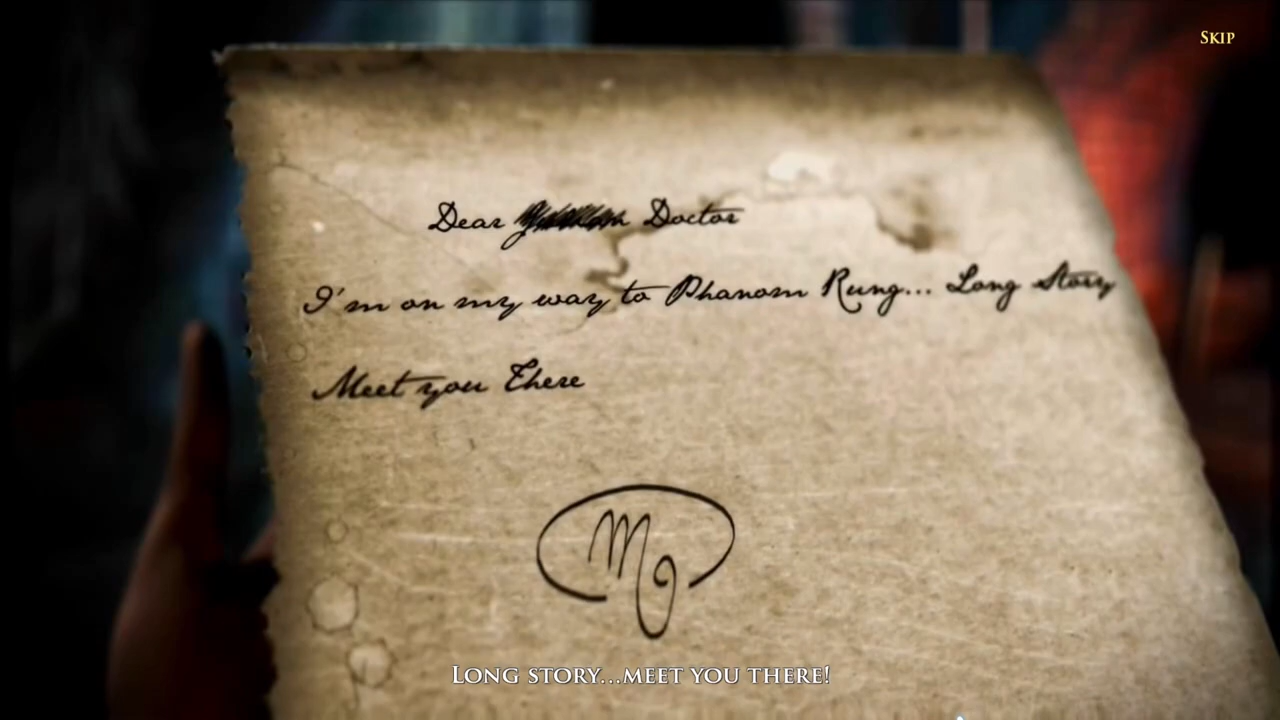 Skip
Dear Doctor
I'm on my way to Phanom Rung... Long Story
Meet you There
M
Long story...meet you there!